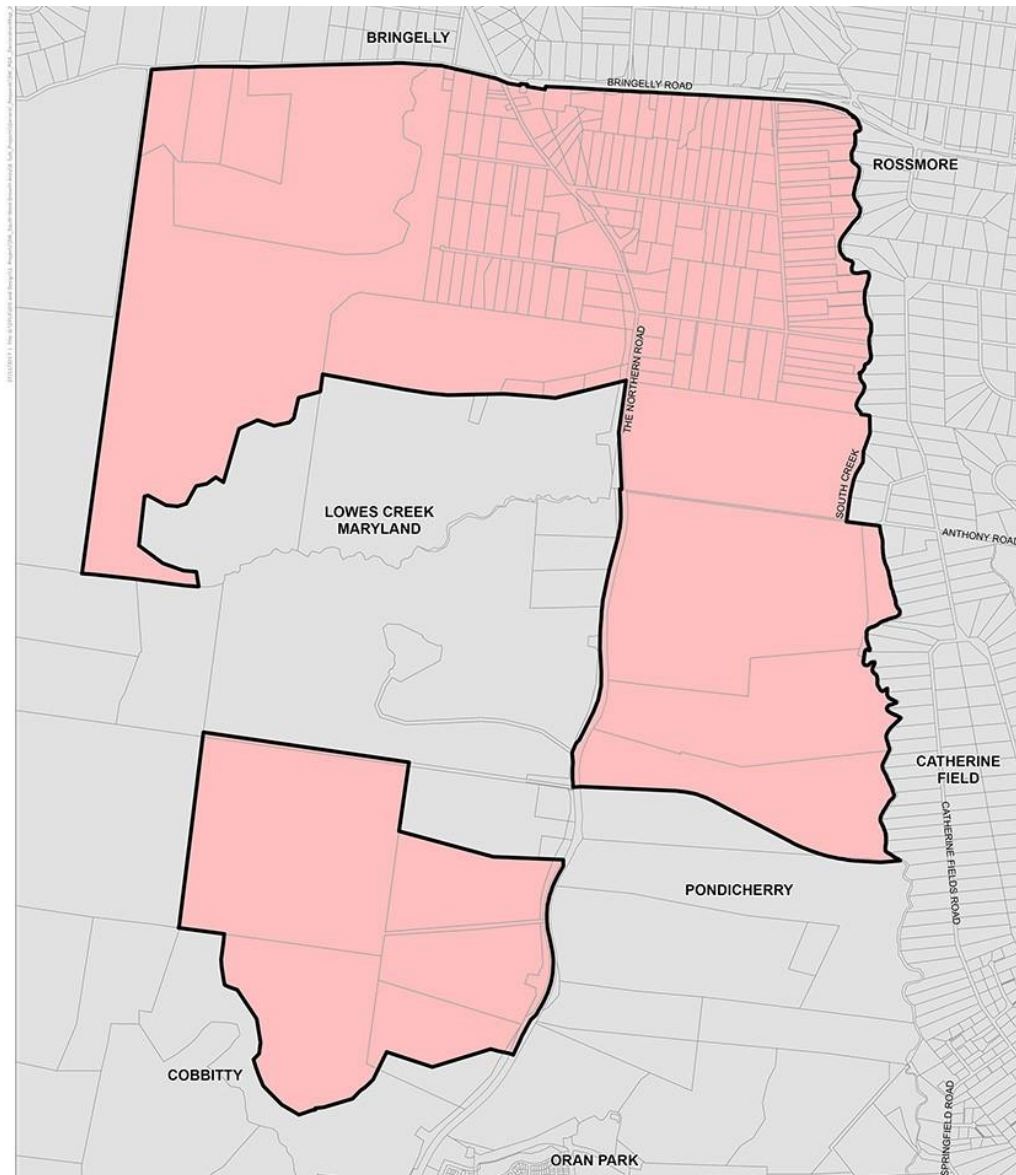 BRINGELLY
BRINGELLY ROAD
ROSSMORE
THE NORTHERN ROAD
SOUTH CREEK
LOWES CREEK
MARYLAND
ANTHONY ROAD
CATHERINE
FIELD
CATHERINE FIELDS ROAD
PONDICHERRY
COBBITTY
SPRINGFIELD ROAD
ORAN PARK